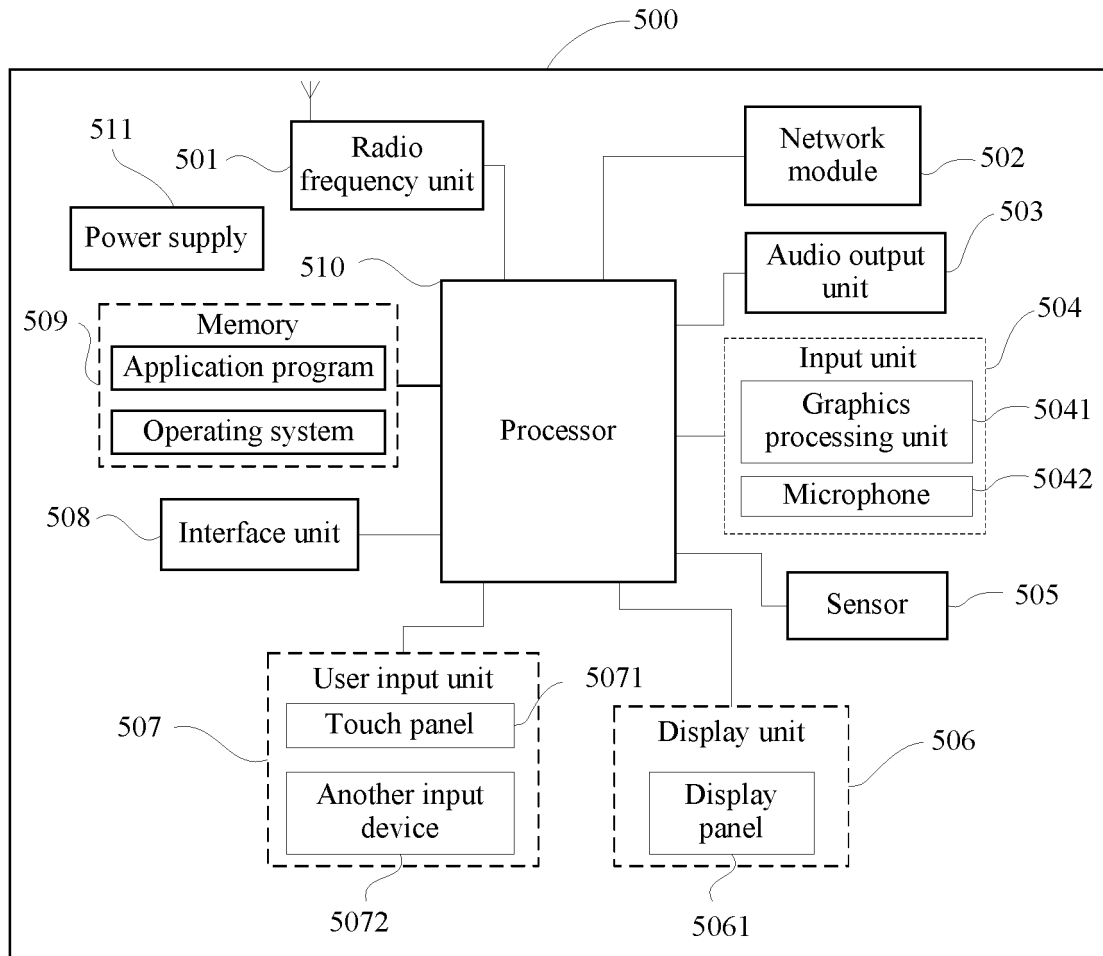 500
511
501
Radio
frequency unit
Network
module
502
Power supply
503
Audio output
unit
510
509
Memory
Application program
Operating system
504
Input unit
Graphics
processing unit
5041
Microphone
5042
Processor
508
Interface unit
Sensor
505
User input unit
5071
Touch panel
507
Another input
device
5072
Display unit
506
Display
panel
5061